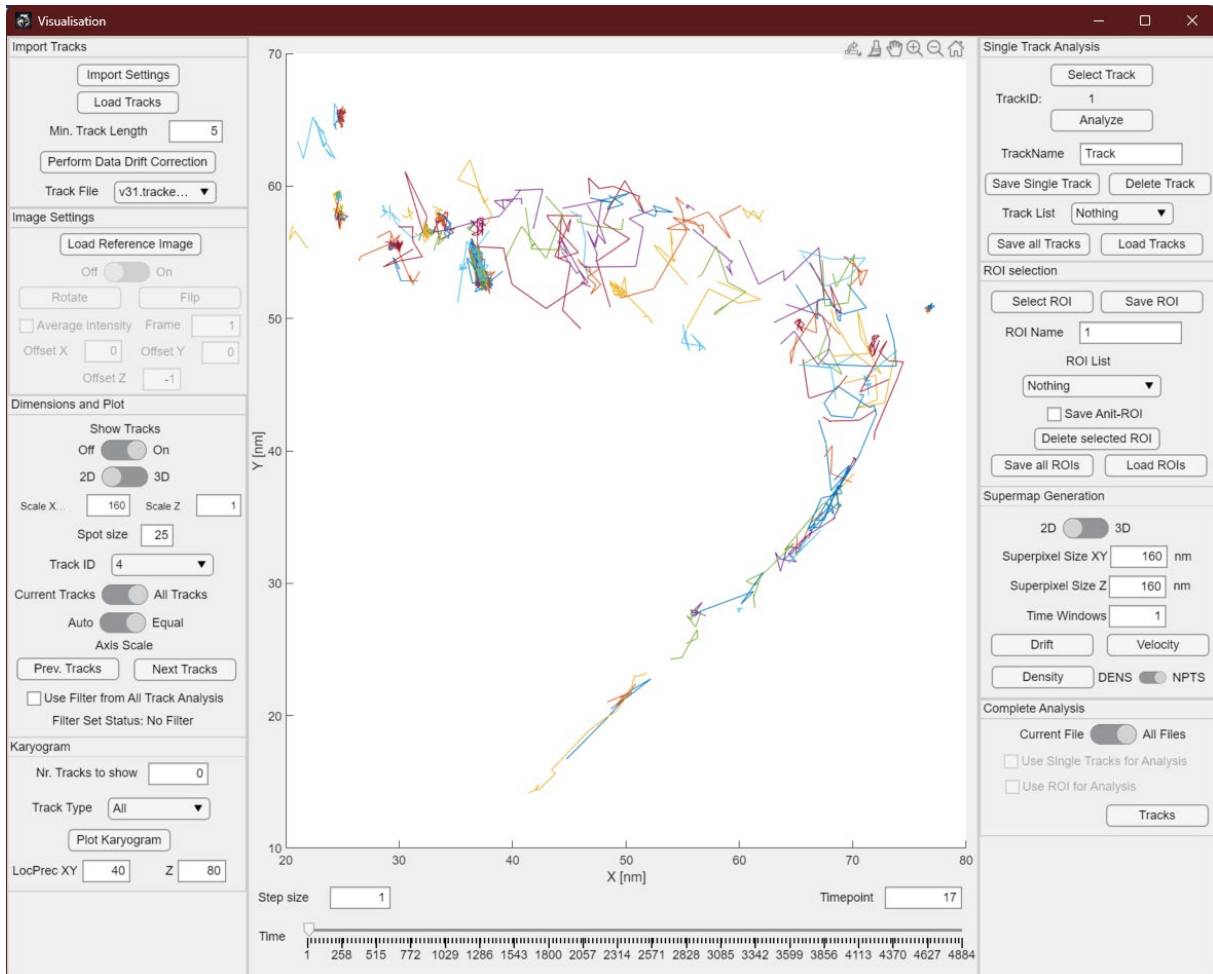 Visualisation
Import Tracks
Import Settings
Load Tracks
Min. Track Length 5
Perform Data Drift Correction
Track File v31.tracke...
Image Settings
Load Reference Image
Off On
Rotate Flip
Average Intensity Frame 1
Offset X 0 Offset Y 0
Offset Z -1
Dimensions and Plot
Show Tracks
Off On
2D 3D
Scale X... 160 Scale Z 1
Spot size 25
Track ID 4
Current Tracks All Tracks
Auto Equal
Axis Scale
Prev. Tracks Next Tracks
Use Filter from All Track Analysis
Filter Set Status: No Filter
Karyogram
Nr. Tracks to show 0
Track Type All
Plot Karyogram
LocPrec XY 40 Z 80
70
60
50
40
30
20
10
Y [nm]
20 30 40 50 60 70 80
X [nm]
Step size 1 Timepoint 17
Time
1 258 515 772 1029 1286 1543 1800 2057 2314 2571 2828 3085 3342 3599 3856 4113 4370 4627 4884
Single Track Analysis
Select Track
TrackID: 1
Analyze
TrackName Track
Save Single Track Delete Track
Track List Nothing
Save all Tracks Load Tracks
ROI selection
Select ROI Save ROI
ROI Name 1
ROI List
Nothing
Save Anit-ROI
Delete selected ROI
Save all ROIs Load ROIs
Supermap Generation
2D 3D
Superpixel Size XY 160 nm
Superpixel Size Z 160 nm
Time Windows 1
Drift Velocity
Density DENS NPTS
Complete Analysis
Current File All Files
Use Single Tracks for Analysis
Use ROI for Analysis
Tracks